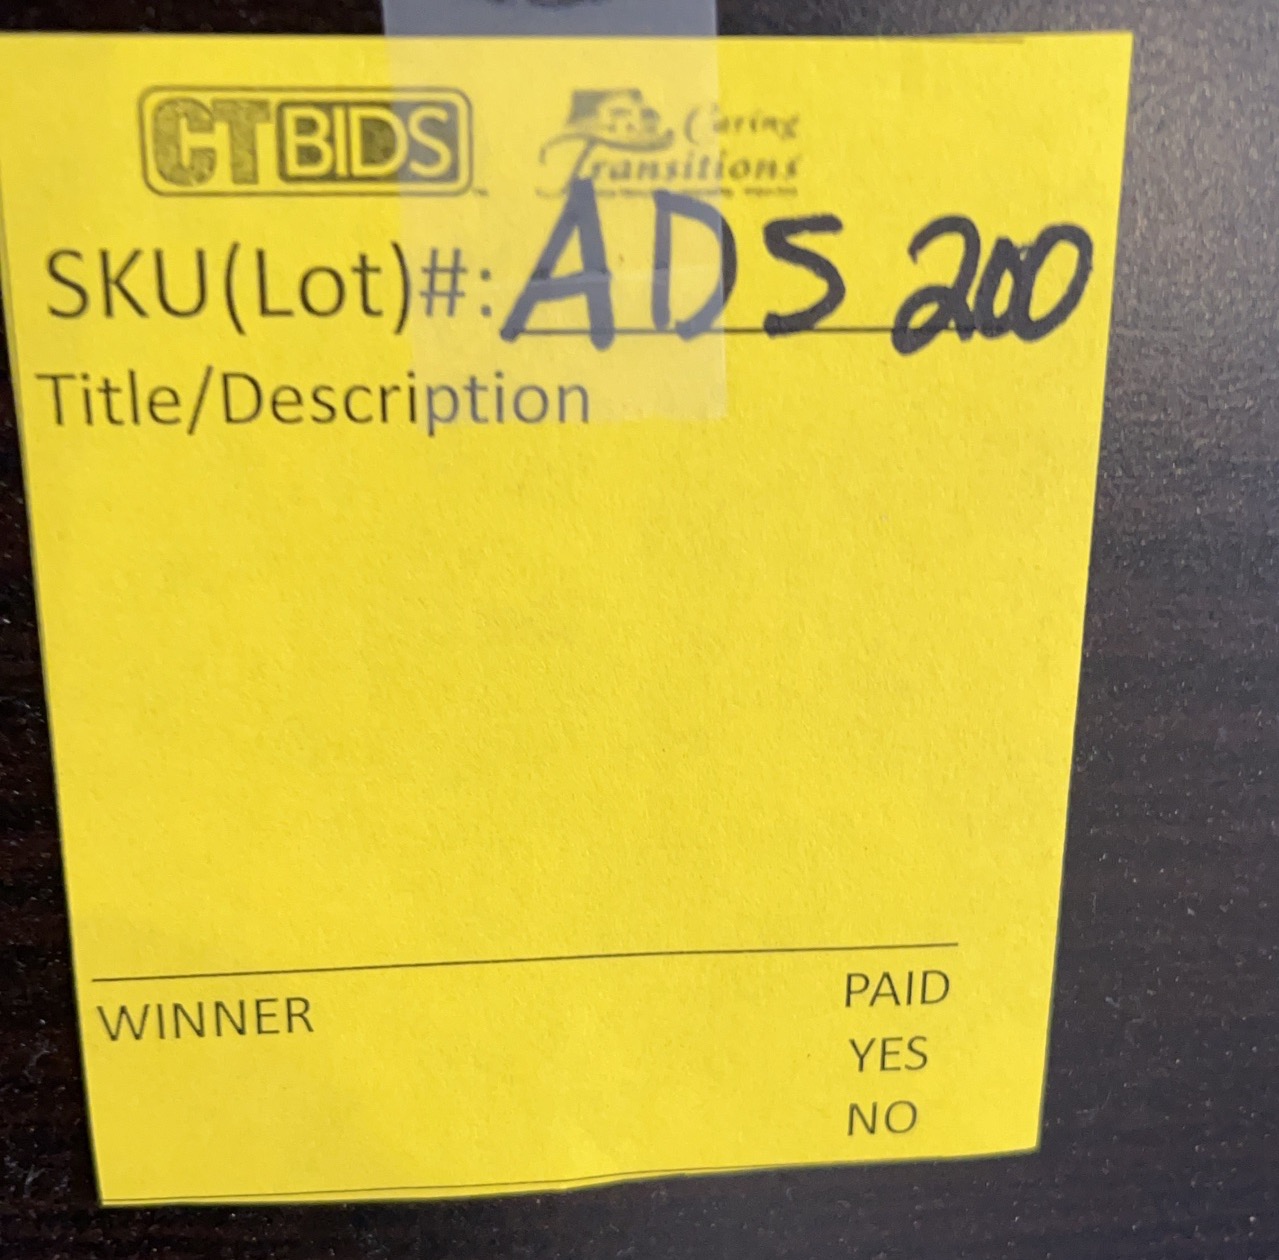 CTBIDS
Caring
Transitions
SKU(Lot)#: ADS 200
Title/Description
WINNER
PAID
YES
NO